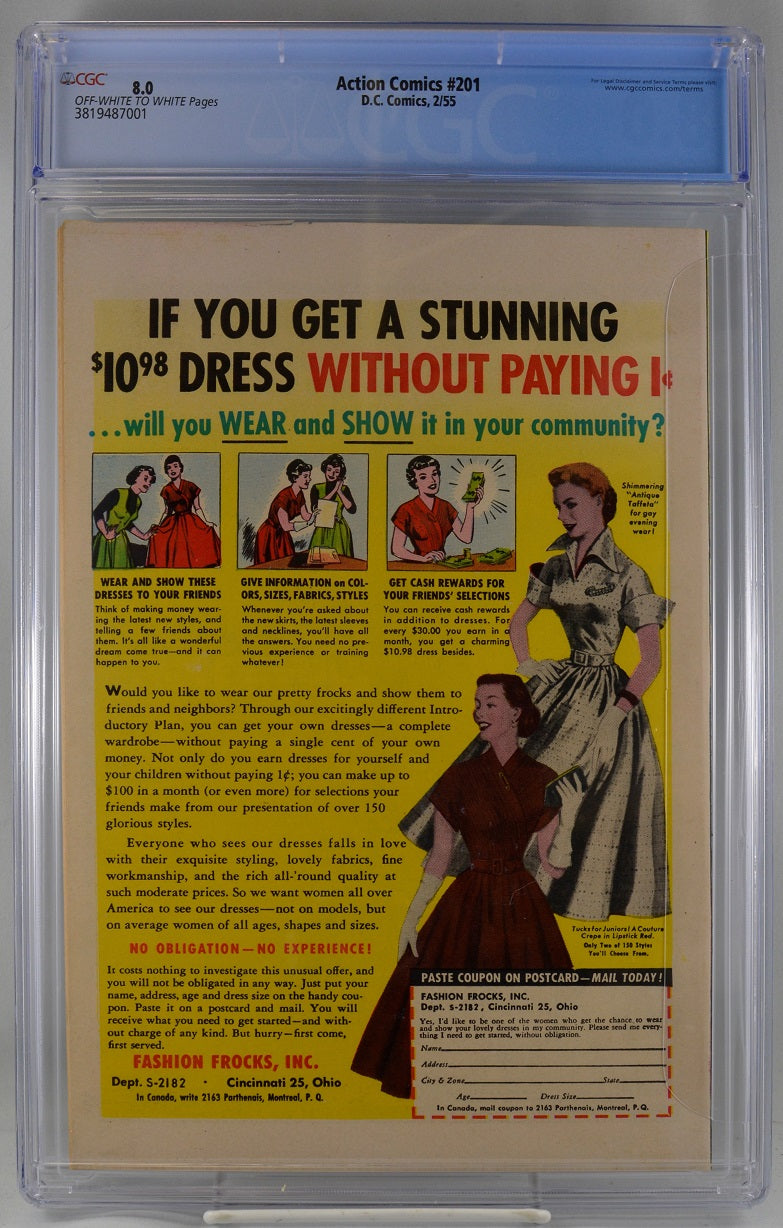 CGC
8.0
OFF-WHITE TO WHITE Pages
3819487001
Action Comics #201
D.C. Comics, 2/55
For Legal Disclaimer and Service Terms please visit:
www.cgccomics.com/terms
CGC
IF YOU GET A STUNNING
$10⁹⁸ DRESS WITHOUT PAYING 1¢
...will you WEAR and SHOW it in your community?
WEAR AND SHOW THESE
DRESSES TO YOUR FRIENDS
Think of making money wear-
ing the latest new styles, and
telling a few friends about
them. It's all like a wonderful
dream come true—and it can
happen to you.
GIVE INFORMATION on COL-
ORS, SIZES, FABRICS, STYLES
Whenever you're asked about
the new skirts, the latest sleeves
and necklines, you'll have all
the answers. You need no pre-
vious experience or training
whatever!
GET CASH REWARDS FOR
YOUR FRIENDS' SELECTIONS
You can receive cash rewards
in addition to dresses. For
every $30.00 you earn in a
month, you get a charming
$10.98 dress besides.
Shimmering
"Antique
Taffeta"
for gay
evening
wear!
Would you like to wear our pretty frocks and show them to
friends and neighbors? Through our excitingly different Intro-
ductory Plan, you can get your own dresses—a complete
wardrobe—without paying a single cent of your own
money. Not only do you earn dresses for yourself and
your children without paying 1¢; you can make up to
$100 in a month (or even more) for selections your
friends make from our presentation of over 150
glorious styles.
Everyone who sees our dresses falls in love
with their exquisite styling, lovely fabrics, fine
workmanship, and the rich all-'round quality at
such moderate prices. So we want women all over
America to see our dresses—not on models, but
on average women of all ages, shapes and sizes.
NO OBLIGATION—NO EXPERIENCE!
It costs nothing to investigate this unusual offer, and
you will not be obligated in any way. Just put your
name, address, age and dress size on the handy cou-
pon. Paste it on a postcard and mail. You will
receive what you need to get started—and with-
out charge of any kind. But hurry—first come,
first served.
FASHION FROCKS, INC.
Dept. S-2182 • Cincinnati 25, Ohio
In Canada, write 2163 Parthenais, Montreal, P. Q.
Tucks for Juniors! A Couture
Crepe in Lipstick Red.
Only Two of 150 Styles
You'll Choose From.
PASTE COUPON ON POSTCARD—MAIL TODAY!
FASHION FROCKS, INC.
Dept. S-2182, Cincinnati 25, Ohio
Yes, I'd like to be one of the women who get the chance to wear
and show your lovely dresses in my community. Please send me every-
thing I need to get started, without obligation.
Name
Address
City & Zone State
Age Dress Size
In Canada, mail coupon to 2163 Parthenais, Montreal, P. Q.